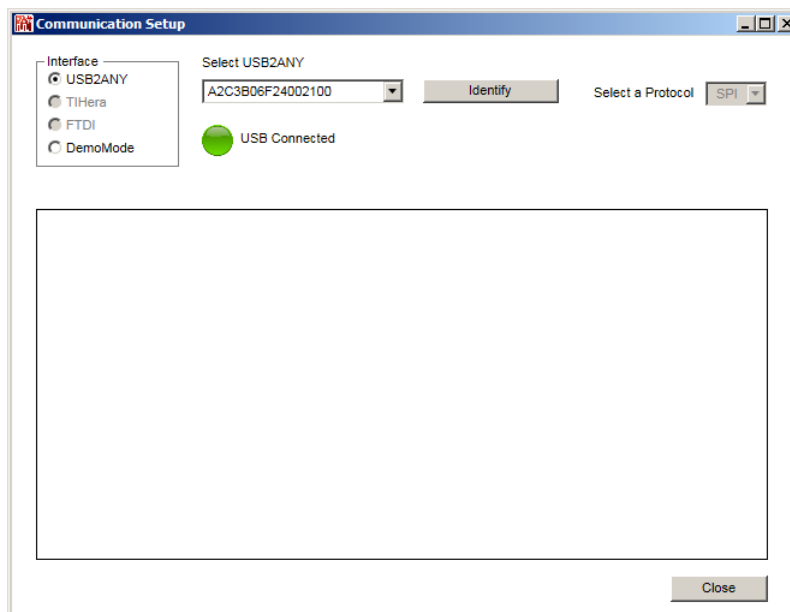 Communication Setup
Interface
USB2ANY
TIHera
FTDI
DemoMode
Select USB2ANY
A2C3B06F24002100
Identify
Select a Protocol
SPI
USB Connected
Close